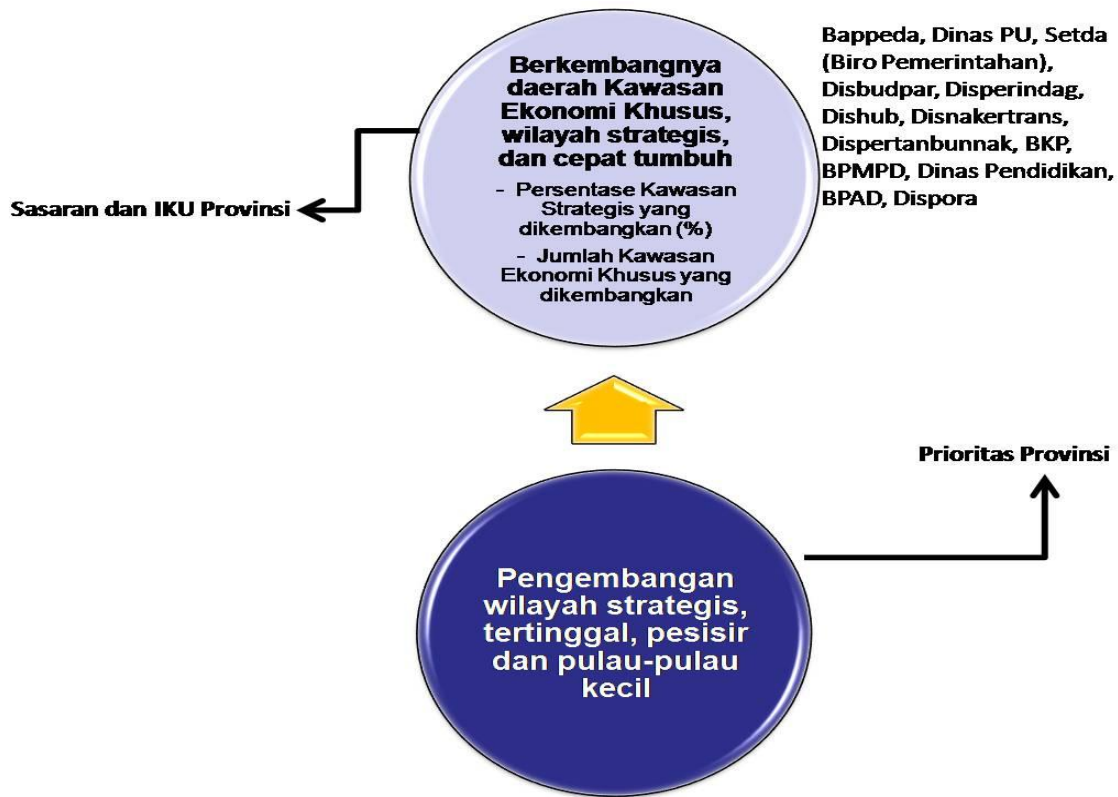 Berkembangnya
daerah Kawasan
Ekonomi Khusus,
wilayah strategis,
dan cepat tumbuh
- Persentase Kawasan
Strategis yang
dikembangkan (%)
- Jumlah Kawasan
Ekonomi Khusus yang
dikembangkan
Bappeda, Dinas PU, Setda
(Biro Pemerintahan),
Disbudpar, Disperindag,
Dishub, Disnakertrans,
Dispertanbunnak, BKP,
BPMPD, Dinas Pendidikan,
BPAD, Dispora
Sasaran dan IKU Provinsi
Prioritas Provinsi
Pengembangan
wilayah strategis,
tertinggal, pesisir
dan pulau-pulau
kecil